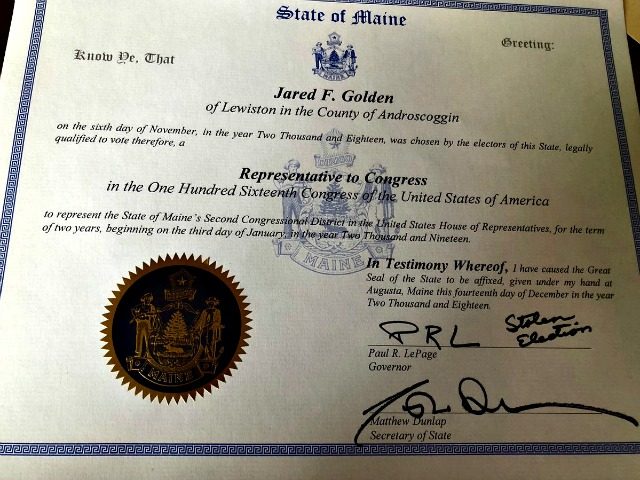 State of Maine
Know Ye, That
Greeting:
MAINE
Jared F. Golden
of Lewiston in the County of Androscoggin
on the sixth day of November, in the year Two Thousand and Eighteen, was chosen by the electors of this State, legally
qualified to vote therefore, a
Representative to Congress
in the One Hundred Sixteenth Congress of the United States of America
to represent the State of Maine's Second Congressional District in the United States House of Representatives, for the term
of two years, beginning on the third day of January, in the year Two Thousand and Nineteen.
MAINE
In Testimony Whereof, I have caused the Great
Seal of the State to be affixed, given under my hand at
Augusta, Maine this fourteenth day of December in the year
Two Thousand and Eighteen.
MAINE
PRL Stolen
Election
Paul R. LePage
Governor
Matthew Dunlap
Secretary of State